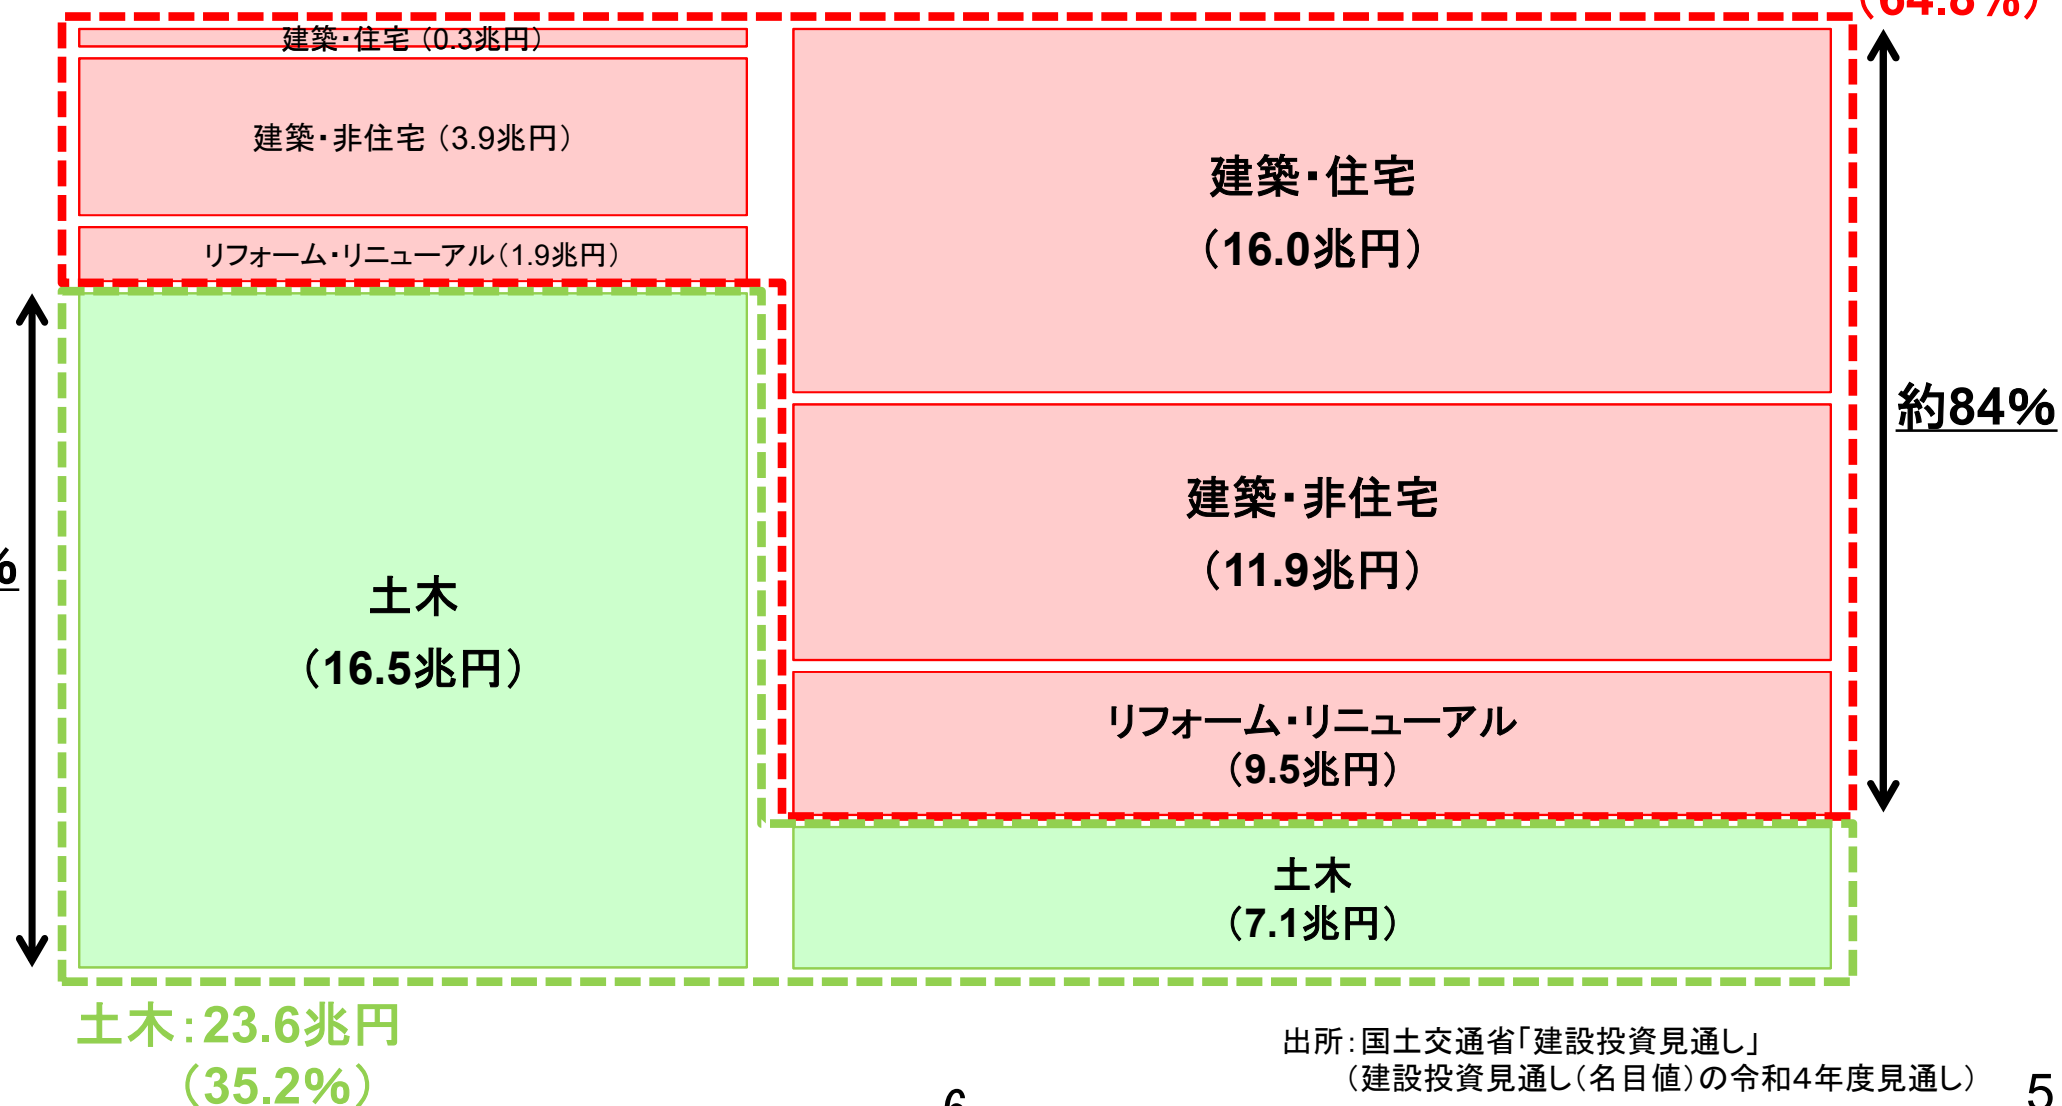 (64.8%)
建築・住宅（0.3兆円）
建築・非住宅（3.9兆円）
リフォーム・リニューアル（1.9兆円）
建築・住宅
（16.0兆円）
約84%
建築・非住宅
（11.9兆円）
%
土木
（16.5兆円）
リフォーム・リニューアル
（9.5兆円）
土木
（7.1兆円）
土木：23.6兆円
（35.2%）
出所：国土交通省「建設投資見通し」
（建設投資見通し（名目値）の令和４年度見通し）
5